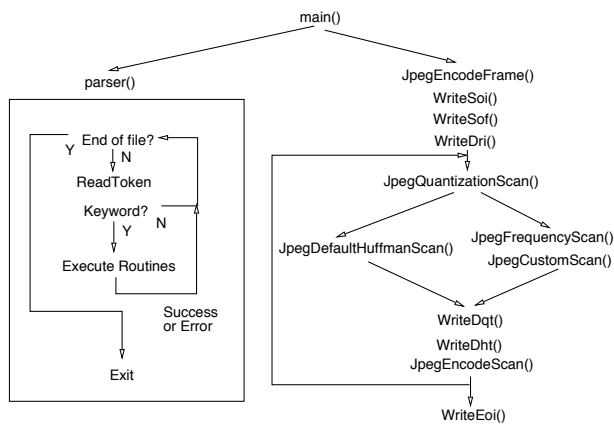 main()
parser()
End of file?
Y
N
ReadToken
Keyword?
N
Y
Execute Routines
Success
or Error
Exit
JpegEncodeFrame()
WriteSoi()
WriteSof()
WriteDri()
JpegQuantizationScan()
JpegDefaultHuffmanScan()
JpegFrequencyScan()
JpegCustomScan()
WriteDqt()
WriteDht()
JpegEncodeScan()
WriteEoi()